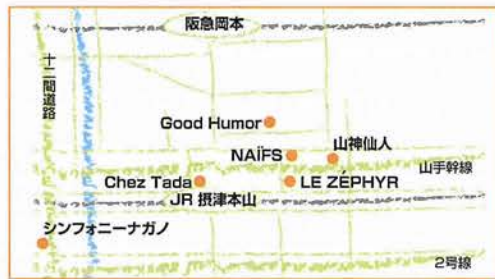 阪急岡本
十二間道路
Good Humor
NAÏFS
山神仙人
山手幹線
Chez Tada
LE ZÉPHYR
JR 摂津本山
シンフォニーナガノ
2号線